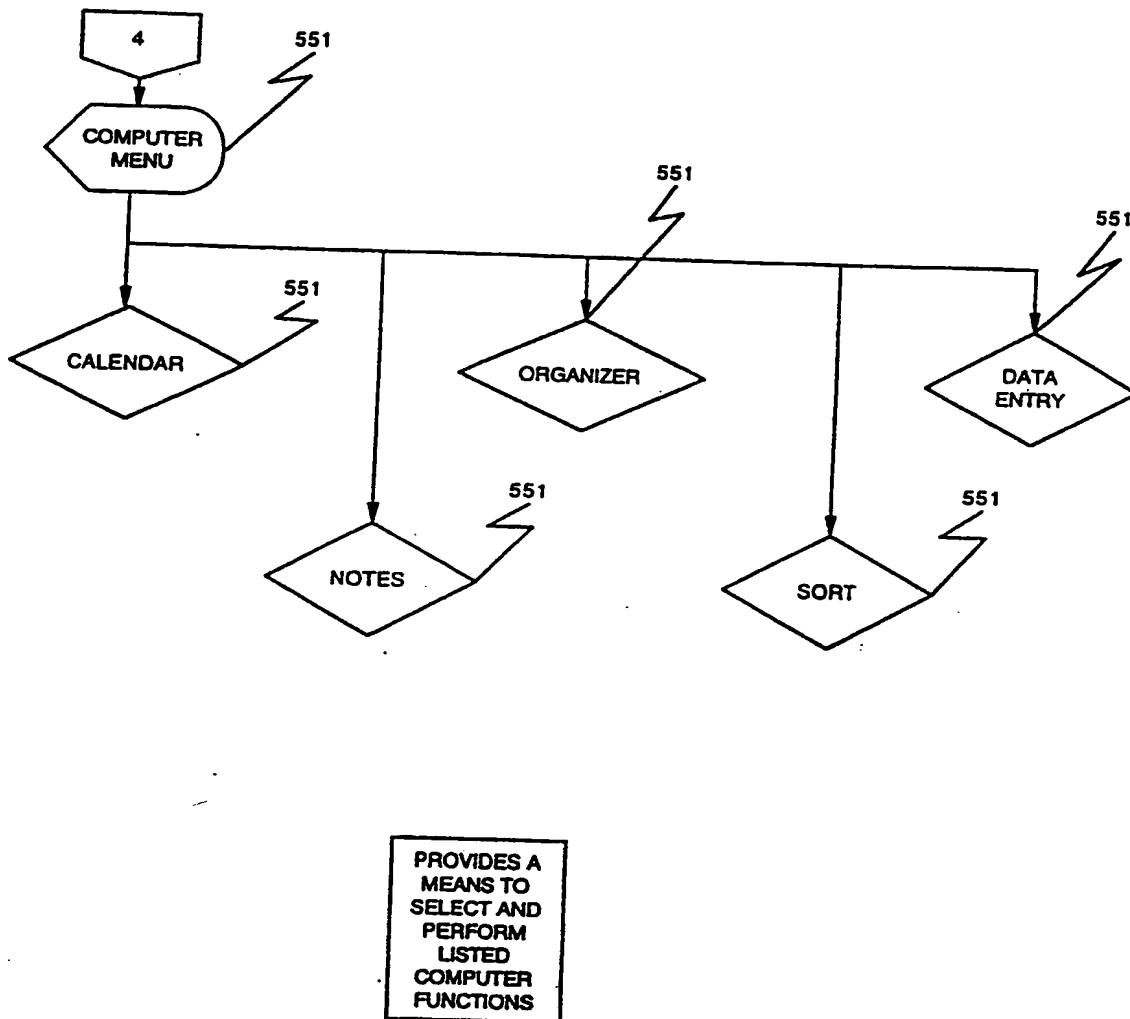 4
551
COMPUTER
MENU
551
551
551
CALENDAR
ORGANIZER
DATA
ENTRY
551
551
NOTES
SORT
PROVIDES A
MEANS TO
SELECT AND
PERFORM
LISTED
COMPUTER
FUNCTIONS